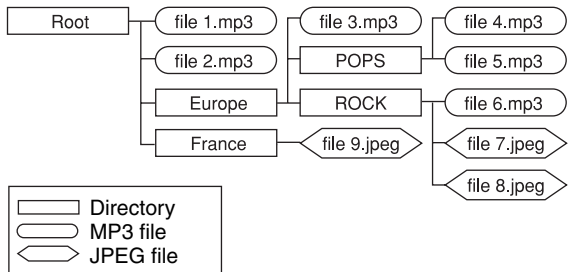 Root
file 1.mp3
file 3.mp3
file 4.mp3
file 2.mp3
POPS
file 5.mp3
Europe
ROCK
file 6.mp3
France
file 9.jpeg
file 7.jpeg
file 8.jpeg
Directory
MP3 file
JPEG file